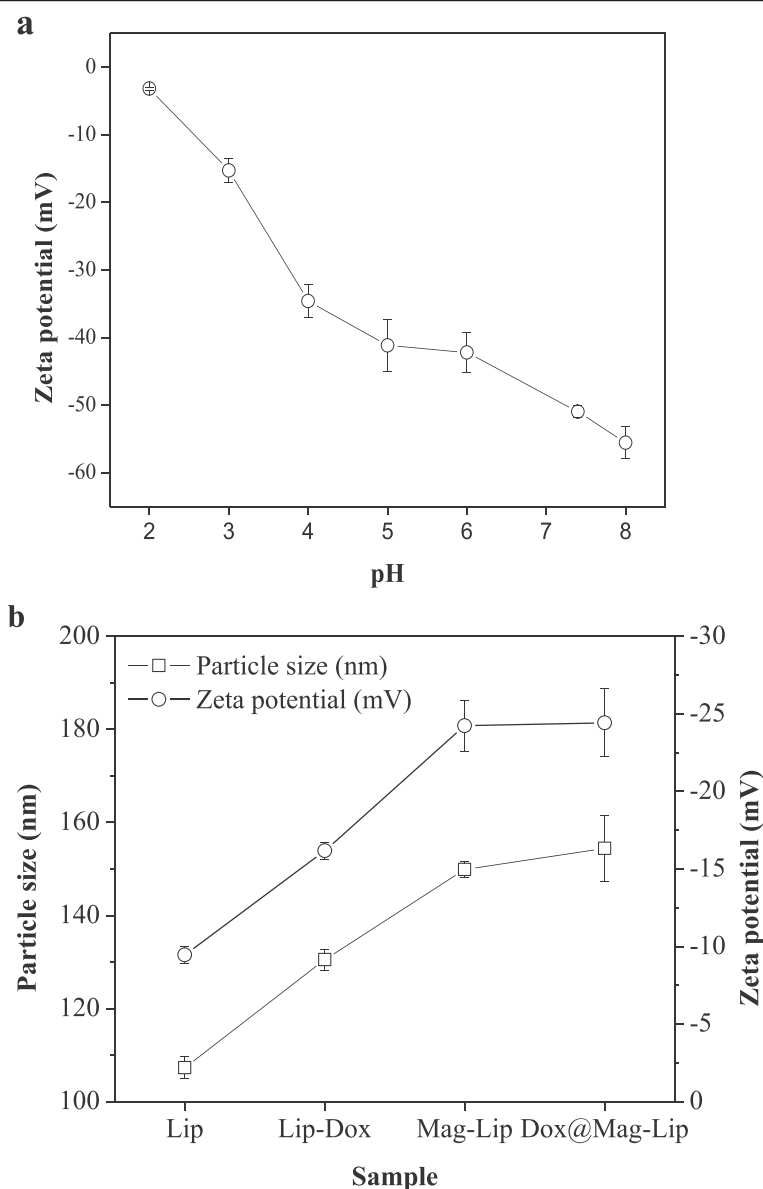 a
0
-10
-20
-30
-40
-50
-60
Zeta potential (mV)
2 3 4 5 6 7 8
pH
b
Particle size (nm)
Zeta potential (mV)
200
180
160
140
120
100
Particle size (nm)
-30
-25
-20
-15
-10
-5
0
Zeta potential (mV)
Lip Lip-Dox Mag-Lip Dox@Mag-Lip
Sample